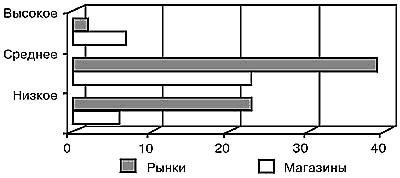 Высокое
Среднее
Низкое
0 10 20 30 40
Рынки Магазины